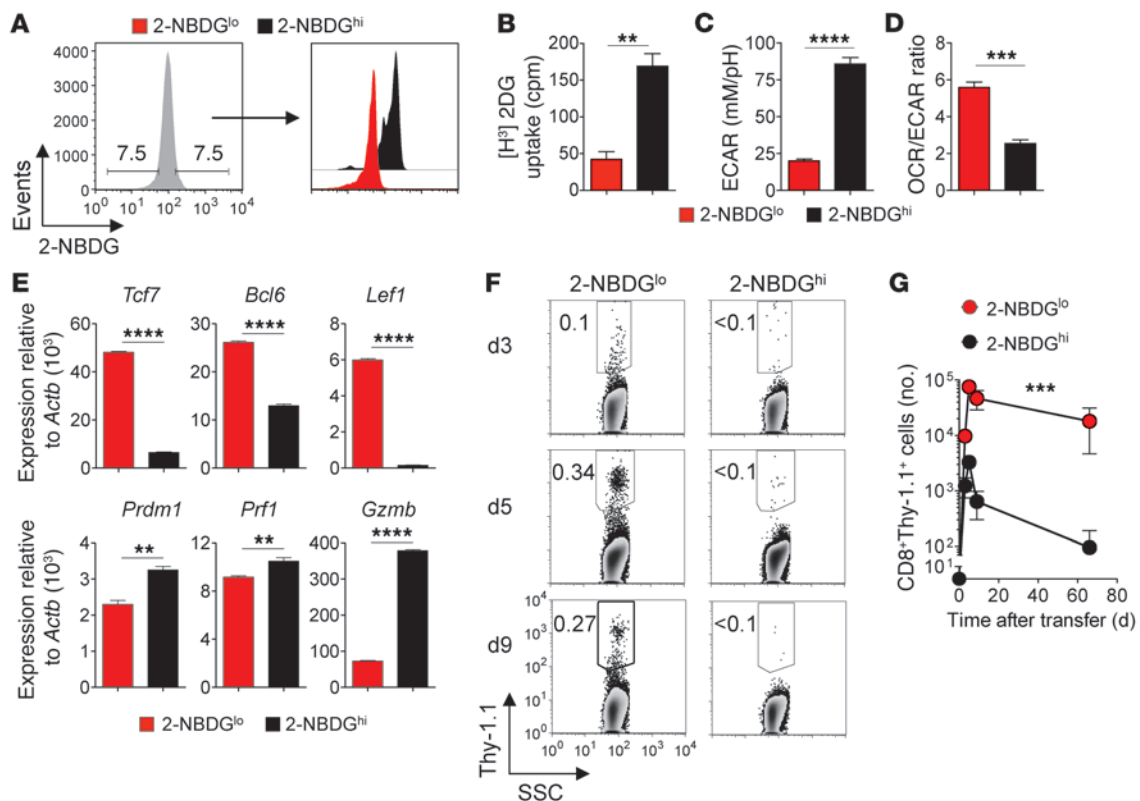 A
2-NBDGlo 2-NBDGhi
4000
3000
2000
1000
500
0
7.5 7.5
10⁰ 10¹ 10² 10³ 10⁴
Events
2-NBDG
B
**
[H³] 2DG
uptake (cpm)
200
150
100
50
0
C
****
ECAR (mM/pH)
100
75
50
25
0
D
***
OCR/ECAR ratio
8
6
4
2
0
2-NBDGlo 2-NBDGhi
E
Tcf7 Bcl6 Lef1
Expression relative
to Actb (10³)
60
40
20
0
****
30
20
10
0
****
8
6
4
2
0
****
Prdm1 Prf1 Gzmb
Expression relative
to Actb (10³)
4
3
2
1
0
**
12
9
6
3
0
**
400
300
200
100
0
****
2-NBDGlo 2-NBDGhi
F
2-NBDGlo 2-NBDGhi
d3
0.1 <0.1
d5
0.34 <0.1
d9
0.27 <0.1
10⁴
10³
10²
10¹
10⁰
10⁰ 10¹ 10² 10³ 10⁴
Thy-1.1
SSC
G
2-NBDGlo
2-NBDGhi
***
CD8⁺Thy-1.1⁺ cells (no.)
10⁵
10⁴
10³
10²
10¹
0 20 40 60 80
Time after transfer (d)